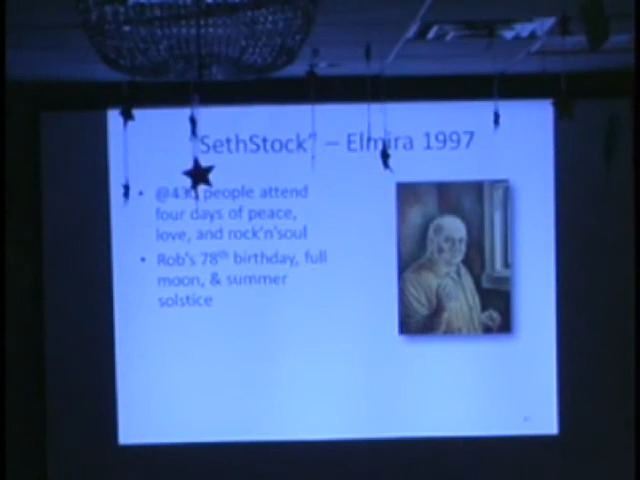 "SethStock" – Elmira 1997
• @430 people attend
four days of peace,
love, and rock'n'soul
• Rob's 78th birthday, full
moon, & summer
solstice